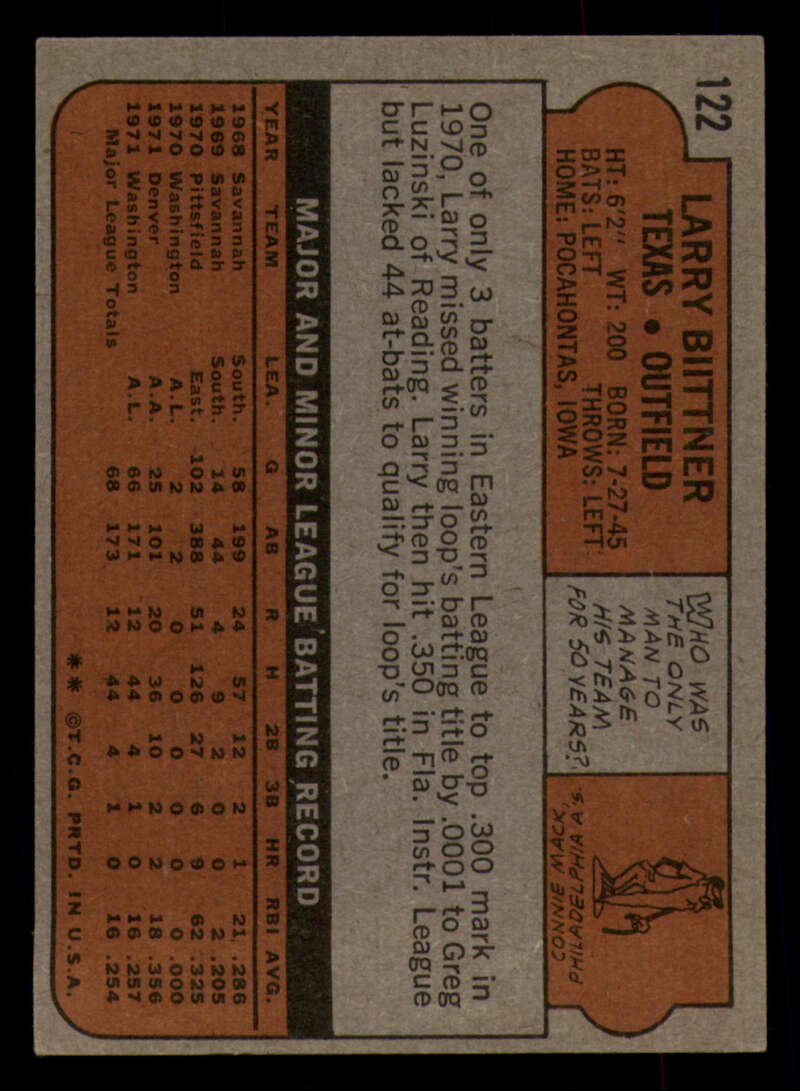 122
LARRY BIITTNER
TEXAS • OUTFIELD
HT: 6'2" WT: 200 BORN: 7-27-45
BATS: LEFT THROWS: LEFT
HOME: POCAHONTAS, IOWA
WHO WAS
THE ONLY
MAN TO
MANAGE
HIS TEAM
FOR 50 YEARS?
CONNIE MACK,
PHILADELPHIA A's.
One of only 3 batters in Eastern League to top .300 mark in
1970, Larry missed winning loop's batting title by .0001 to Greg
Luzinski of Reading. Larry then hit .350 in Fla. Instr. League
but lacked 44 at-bats to qualify for loop's title.
MAJOR AND MINOR LEAGUE BATTING RECORD
YEAR TEAM LEA. G AB R H 2B 3B HR RBI AVG.
1968 Savannah South. 58 199 24 57 12 2 1 21 .286
1969 Savannah South. 14 44 4 9 2 0 0 2 .205
1970 Pittsfield East. 102 388 51 126 27 6 9 62 .325
1970 Washington A.L. 2 2 0 0 0 0 0 0 .000
1971 Denver A.A. 25 101 20 36 10 2 2 18 .356
1971 Washington A.L. 66 171 12 44 4 1 0 16 .257
Major League Totals 68 173 12 44 4 1 0 16 .254
** ©T.C.G. PRTD. IN U.S.A.